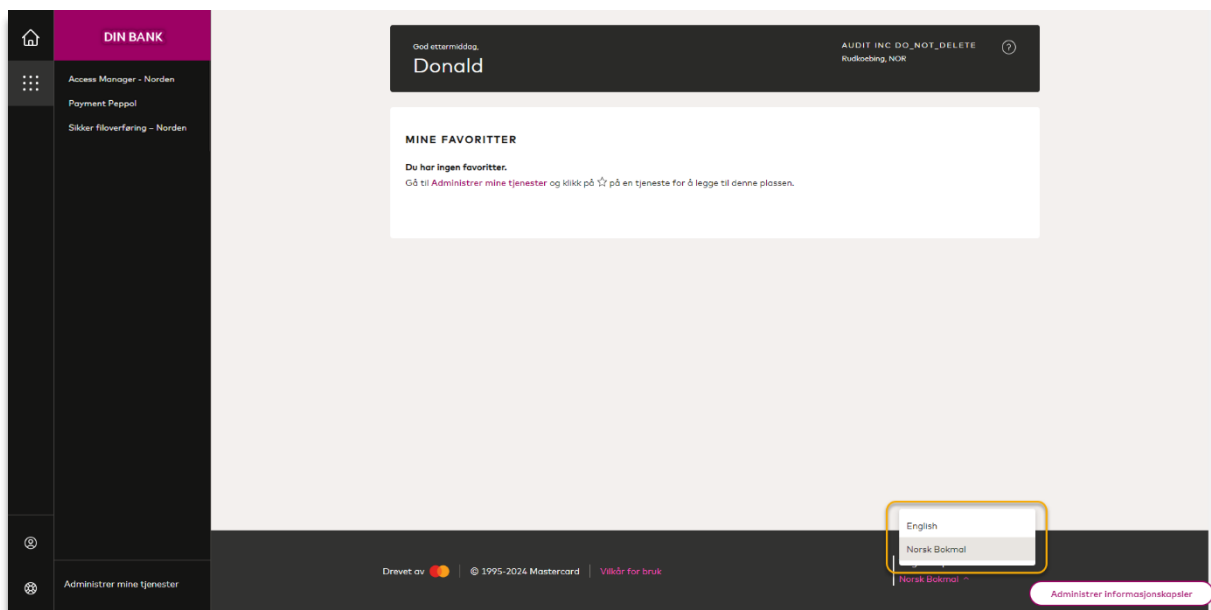 DIN BANK
Access Manager - Norden
Payment Peppol
Sikker filoverføring – Norden
Administrer mine tjenester
God ettermiddag,
Donald
AUDIT INC DO_NOT_DELETE
Rudkoebing, NOR
MINE FAVORITTER
Du har ingen favoritter.
Gå til Administrer mine tjenester og klikk på ☆ på en tjeneste for å legge til denne plassen.
English
Norsk Bokmal
Drevet av
© 1995-2024 Mastercard
Vilkår for bruk
Norsk Bokmal
Administrer informasjonskapsler